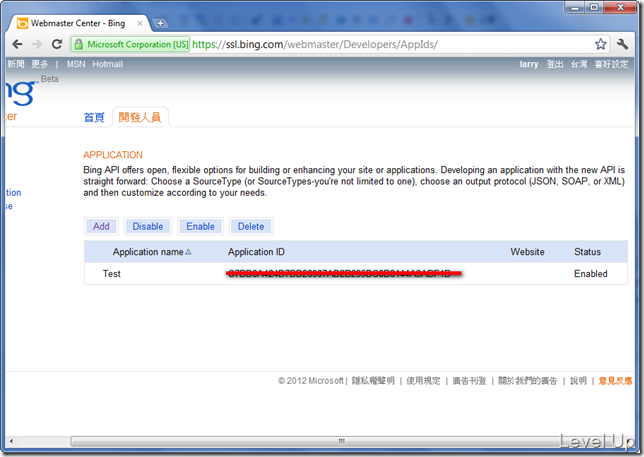 Webmaster Center - Bing
Microsoft Corporation [US] https://ssl.bing.com/webmaster/Developers/AppIds/
新聞 更多 | MSN Hotmail larry 登出 台灣 喜好設定
ng Beta
ter 首頁 開發人員
APPLICATION
Bing API offers open, flexible options for building or enhancing your site or applications. Developing an application with the new API is
straight forward: Choose a SourceType (or SourceTypes-you're not limited to one), choose an output protocol (JSON, SOAP, or XML)
and then customize according to your needs.
tion
se
Add Disable Enable Delete
Application name Application ID Website Status
Test Enabled
© 2012 Microsoft | 隱私權聲明 | 使用規定 | 廣告刊登 | 關於我們的廣告 | 說明 | 意見反應
Level Up